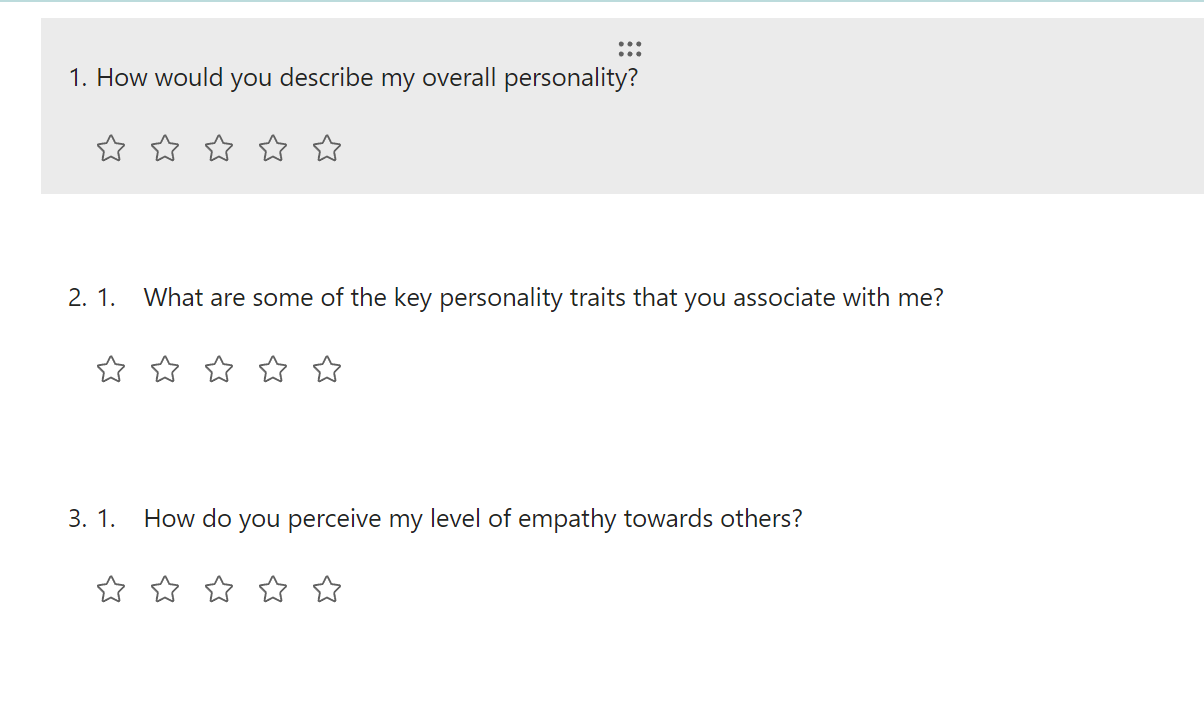 1. How would you describe my overall personality?
2. 1. What are some of the key personality traits that you associate with me?
3. 1. How do you perceive my level of empathy towards others?